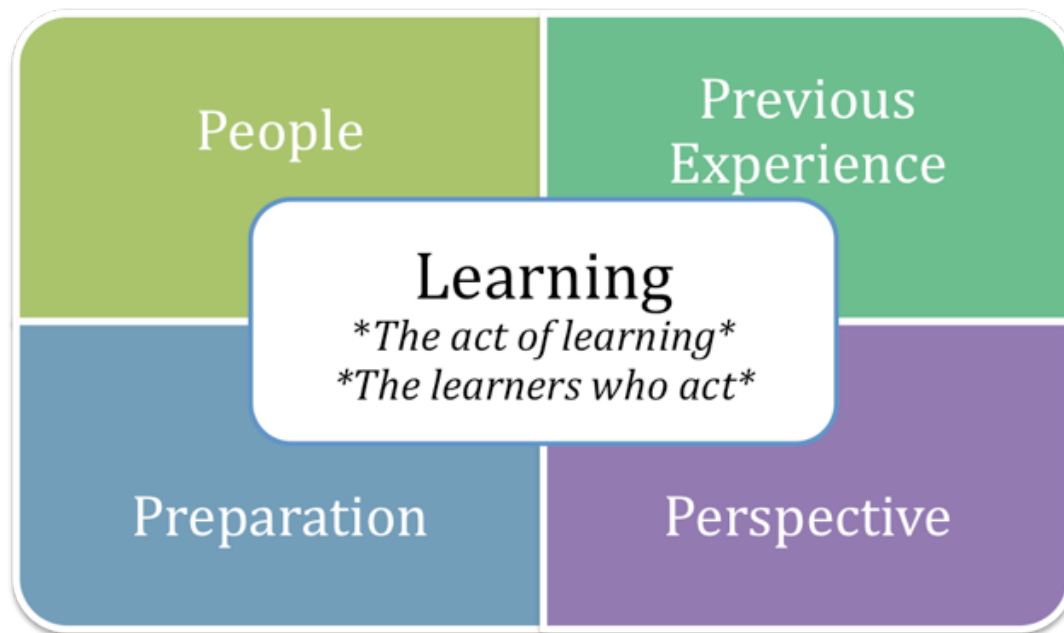 People
Previous
Experience
Learning
*The act of learning*
*The learners who act*
Preparation
Perspective